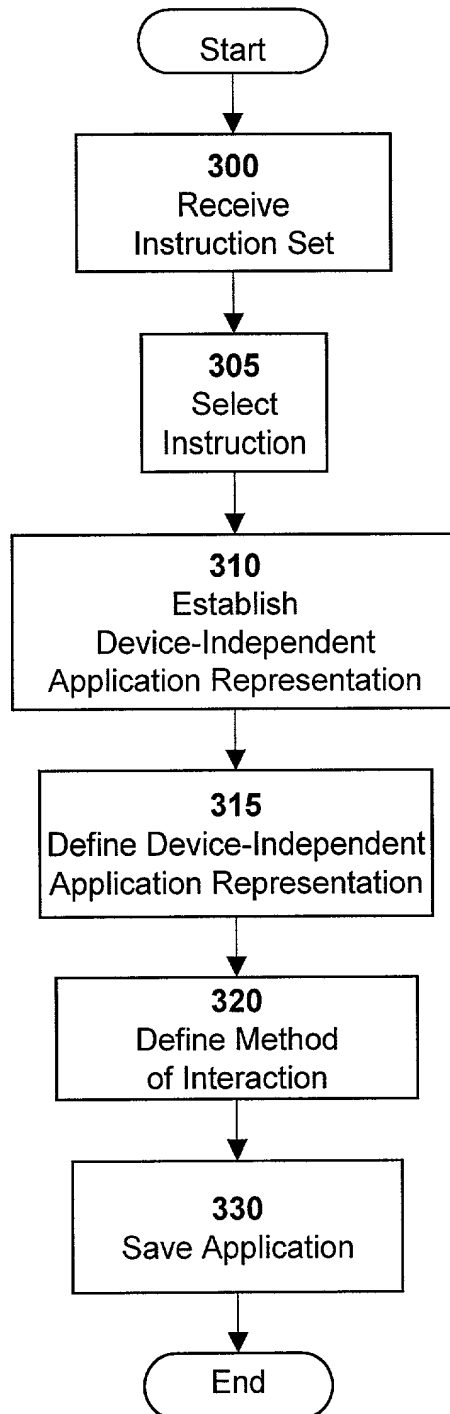 Start
300
Receive
Instruction Set
305
Select
Instruction
310
Establish
Device-Independent
Application Representation
315
Define Device-Independent
Application Representation
320
Define Method
of Interaction
330
Save Application
End